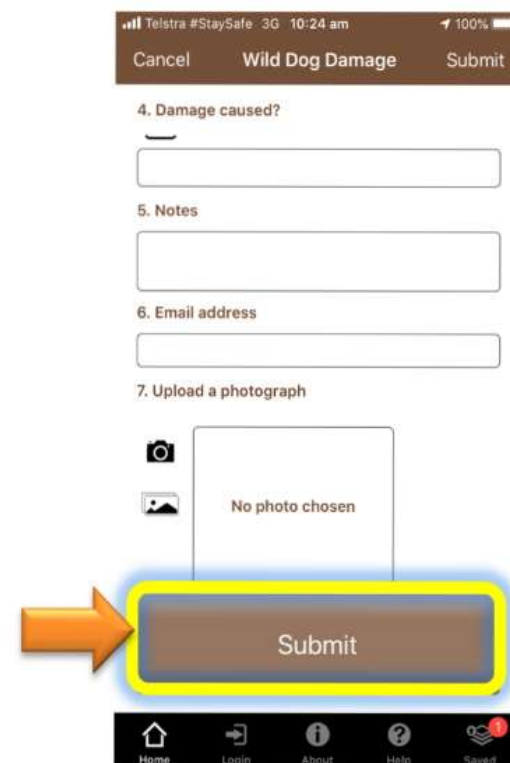 Telstra #StaySafe 3G 10:24 am 100%
Cancel Wild Dog Damage Submit
4. Damage caused?
5. Notes
6. Email address
7. Upload a photograph
No photo chosen
Submit
1
Home Login About Help Saved